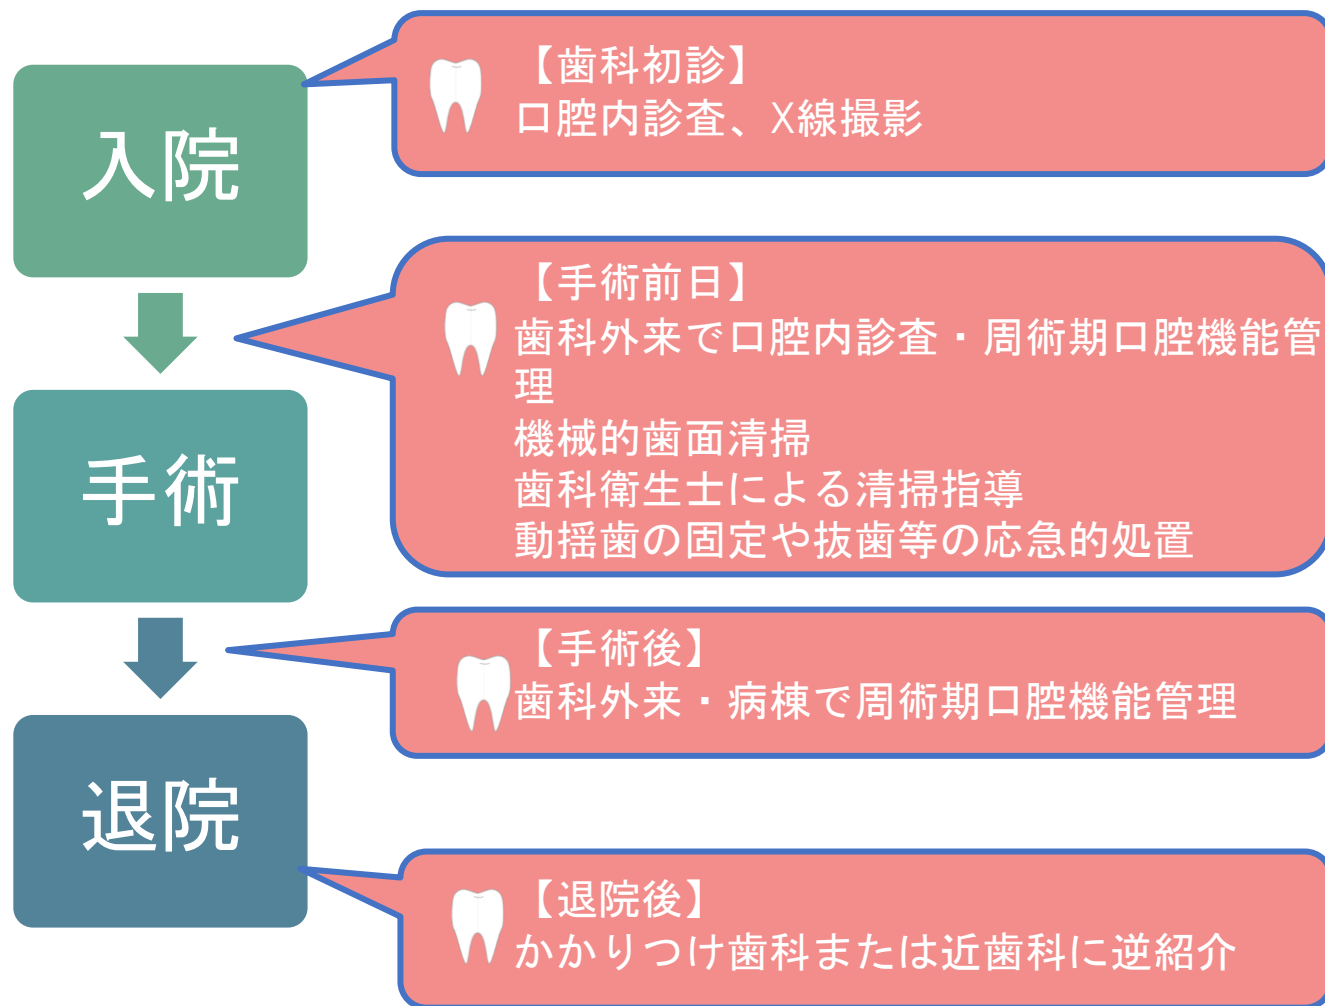 入院
【歯科初診】
口腔内診査、X線撮影
【手術前日】
歯科外来で口腔内診査・周術期口腔機能管
理
機械的歯面清掃
歯科衛生士による清掃指導
動揺歯の固定や抜歯等の応急的処置
手術
【手術後】
歯科外来・病棟で周術期口腔機能管理
退院
【退院後】
かかりつけ歯科または近歯科に逆紹介